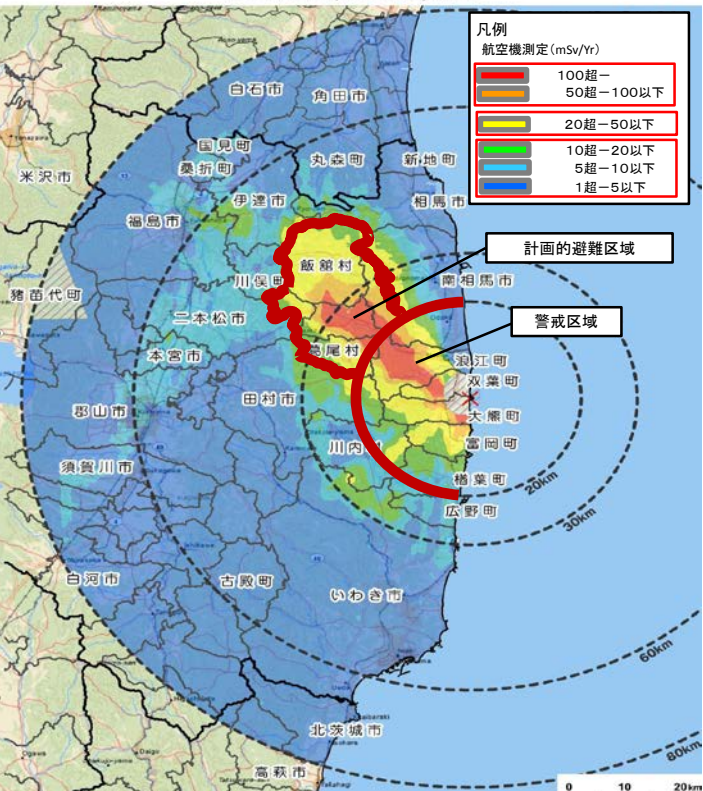 凡例
航空機測定(mSv/Yr)
100超ー
50超ー100以下
20超ー50以下
10超ー20以下
5超ー10以下
1超ー5以下
白石市
角田市
国見町
丸森町
新地町
桑折町
米沢市
伊達市
相馬市
福島市
計画的避難区域
飯舘村
川俣町
南相馬市
猪苗代町
二本松市
警戒区域
葛尾村
本宮市
浪江町
双葉町
田村市
郡山市
大熊町
川内
富岡町
須賀川市
楢葉町
20km
広野町
30km
白河市
古殿町
いわき市
60km
北茨城市
80km
Ogawa
Daigo
高萩市
0 10 20km